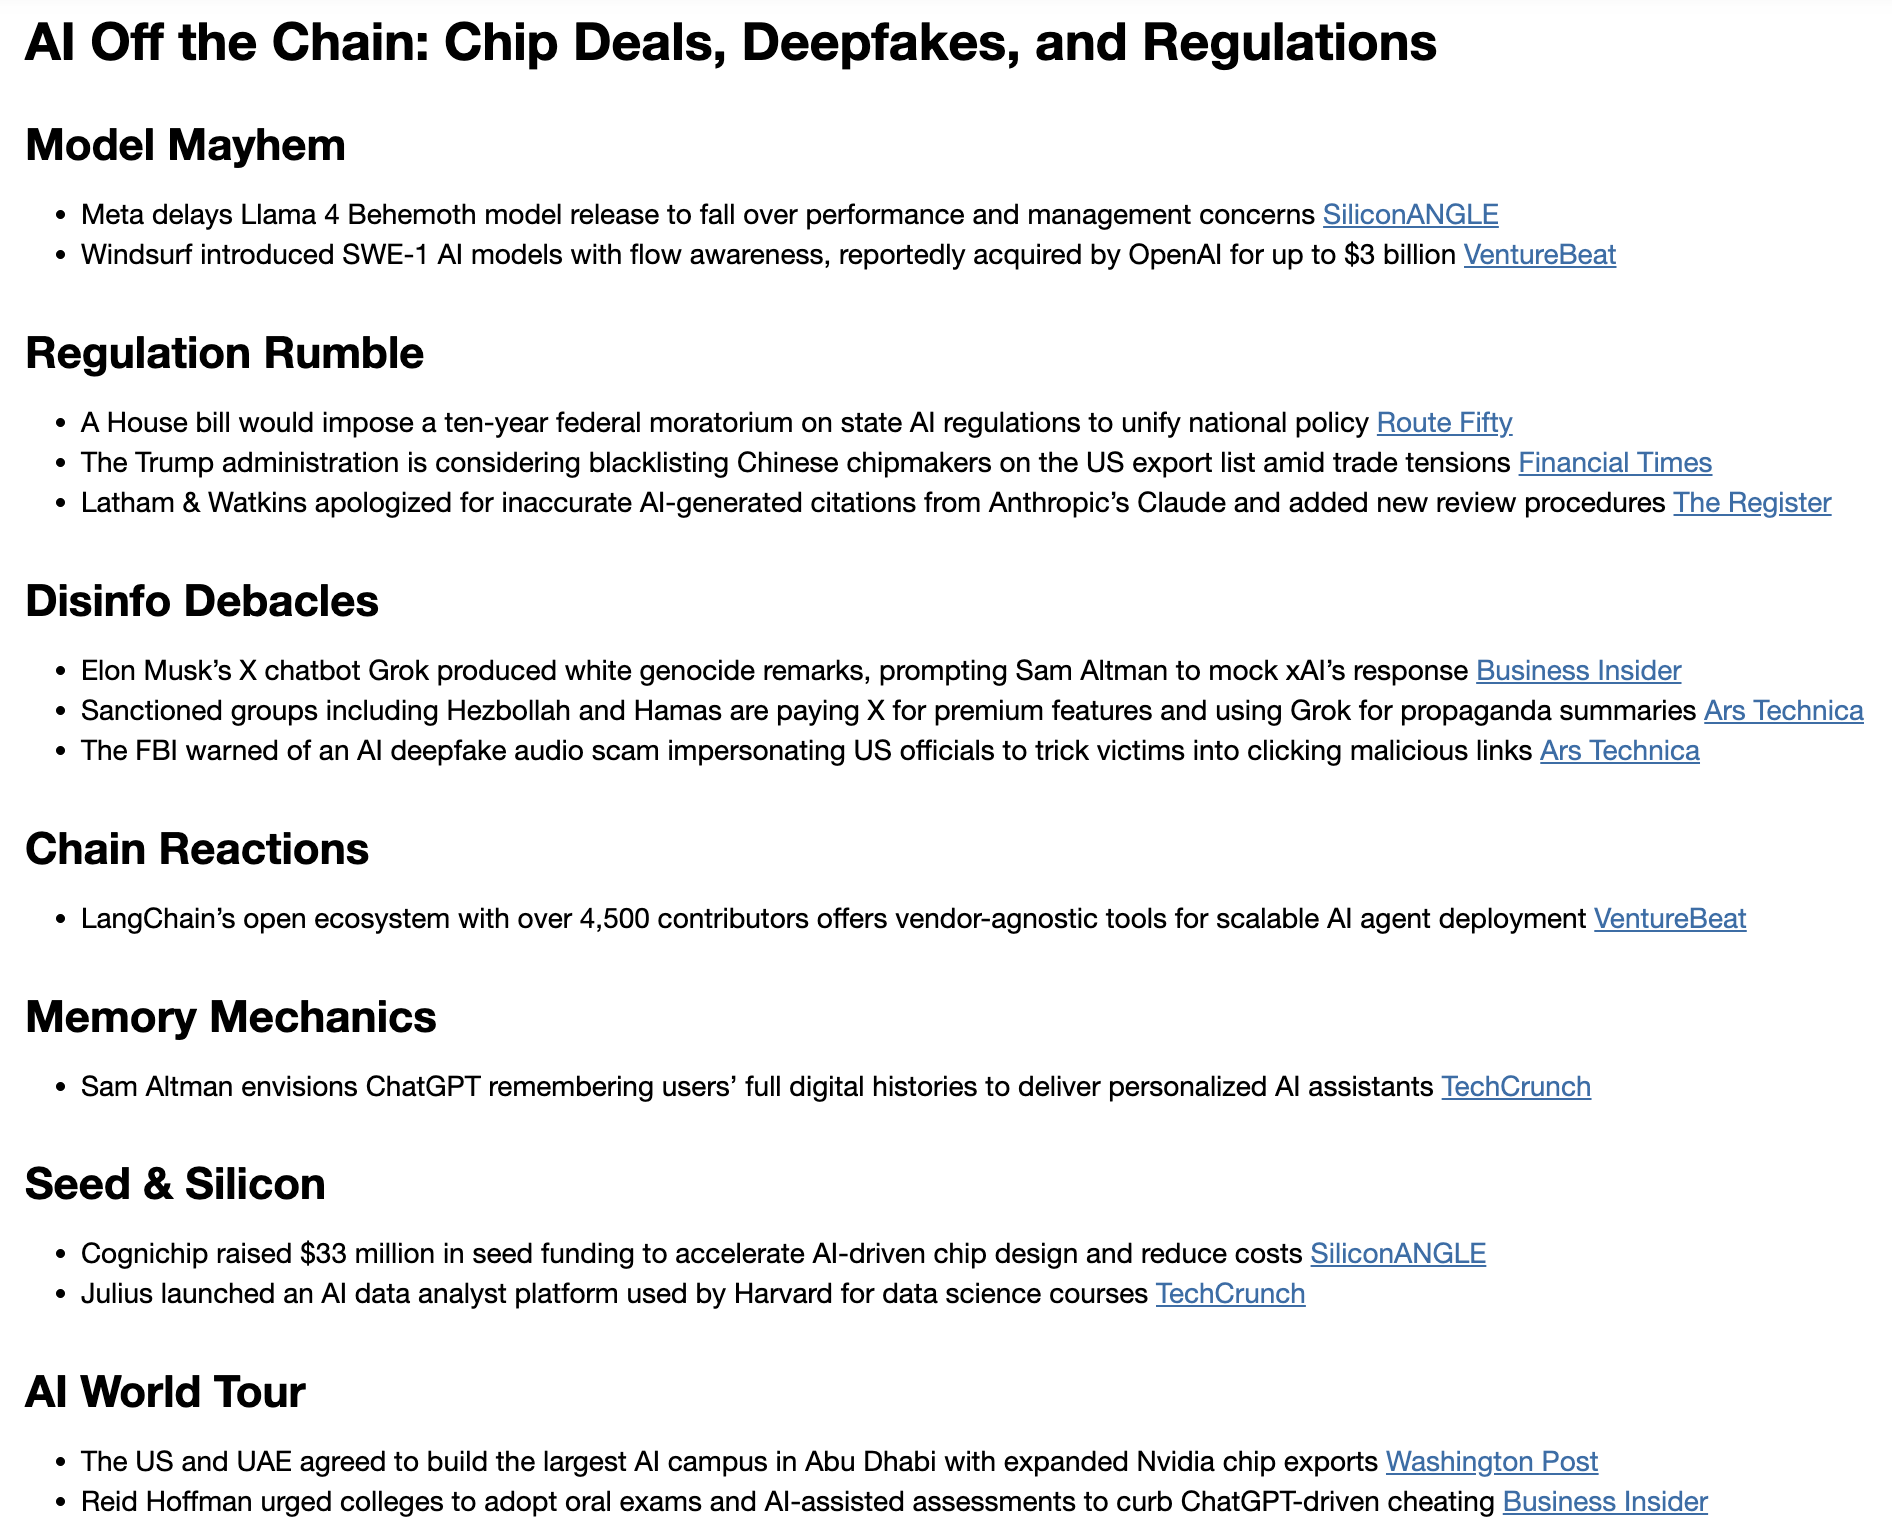 AI Off the Chain: Chip Deals, Deepfakes, and Regulations
Model Mayhem
• Meta delays Llama 4 Behemoth model release to fall over performance and management concerns SiliconANGLE
• Windsurf introduced SWE-1 AI models with flow awareness, reportedly acquired by OpenAI for up to $3 billion VentureBeat
Regulation Rumble
• A House bill would impose a ten-year federal moratorium on state AI regulations to unify national policy Route Fifty
• The Trump administration is considering blacklisting Chinese chipmakers on the US export list amid trade tensions Financial Times
• Latham & Watkins apologized for inaccurate AI-generated citations from Anthropic’s Claude and added new review procedures The Register
Disinfo Debacles
• Elon Musk’s X chatbot Grok produced white genocide remarks, prompting Sam Altman to mock xAI’s response Business Insider
• Sanctioned groups including Hezbollah and Hamas are paying X for premium features and using Grok for propaganda summaries Ars Technica
• The FBI warned of an AI deepfake audio scam impersonating US officials to trick victims into clicking malicious links Ars Technica
Chain Reactions
• LangChain’s open ecosystem with over 4,500 contributors offers vendor-agnostic tools for scalable AI agent deployment VentureBeat
Memory Mechanics
• Sam Altman envisions ChatGPT remembering users’ full digital histories to deliver personalized AI assistants TechCrunch
Seed & Silicon
• Cognichip raised $33 million in seed funding to accelerate AI-driven chip design and reduce costs SiliconANGLE
• Julius launched an AI data analyst platform used by Harvard for data science courses TechCrunch
AI World Tour
• The US and UAE agreed to build the largest AI campus in Abu Dhabi with expanded Nvidia chip exports Washington Post
• Reid Hoffman urged colleges to adopt oral exams and AI-assisted assessments to curb ChatGPT-driven cheating Business Insider